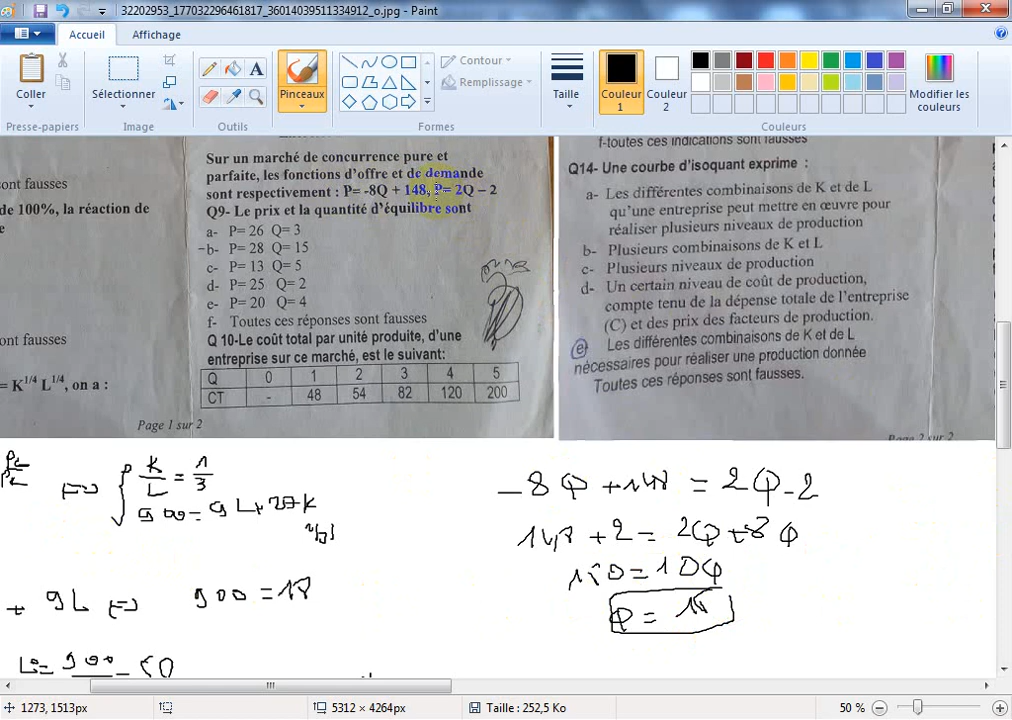 32202953_177032296461817_36014039511334912_o.jpg - Paint
Accueil
Affichage
Coller
Sélectionner
Pinceaux
Contour
Remplissage
Taille
Couleur 1
Couleur 2
Modifier les couleurs
Presse-papiers
Image
Outils
Formes
Couleurs
ont fausses
de 100%, la réaction de
e
ont fausses
= K1/4 L1/4, on a :
Sur un marché de concurrence pure et
parfaite, les fonctions d'offre et de demande
sont respectivement : P= -8Q + 148, P= 2Q – 2
Q9- Le prix et la quantité d'équilibre sont
a- P= 26 Q= 3
-b- P= 28 Q= 15
c- P= 13 Q= 5
d- P= 25 Q= 2
e- P= 20 Q= 4
f- Toutes ces réponses sont fausses
Q 10-Le coût total par unité produite, d'une
entreprise sur ce marché, est le suivant:
Q 0 1 2 3 4 5
CT - 48 54 82 120 200
Page 1 sur 2
f-toutes ces indications sont fausses
Q14- Une courbe d'isoquant exprime :
a- Les différentes combinaisons de K et de L
qu'une entreprise peut mettre en œuvre pour
réaliser plusieurs niveaux de production
b- Plusieurs combinaisons de K et L
c- Plusieurs niveaux de production
d- Un certain niveau de coût de production,
compte tenu de la dépense totale de l'entreprise
(C) et des prix des facteurs de production.
e Les différentes combinaisons de K et de L
nécessaires pour réaliser une production donnée
Toutes ces réponses sont fausses.
Page 2 sur 2
K/L = 1/3
900 = 9L + 27K
+ 9L <=> 900 = 18
L = 900 = 50
-8Q + 148 = 2Q - 2
148 + 2 = 2Q + 8Q
150 = 10Q
Q = 15
1273, 1513px
5312 × 4264px
Taille : 252,5 Ko
50 %